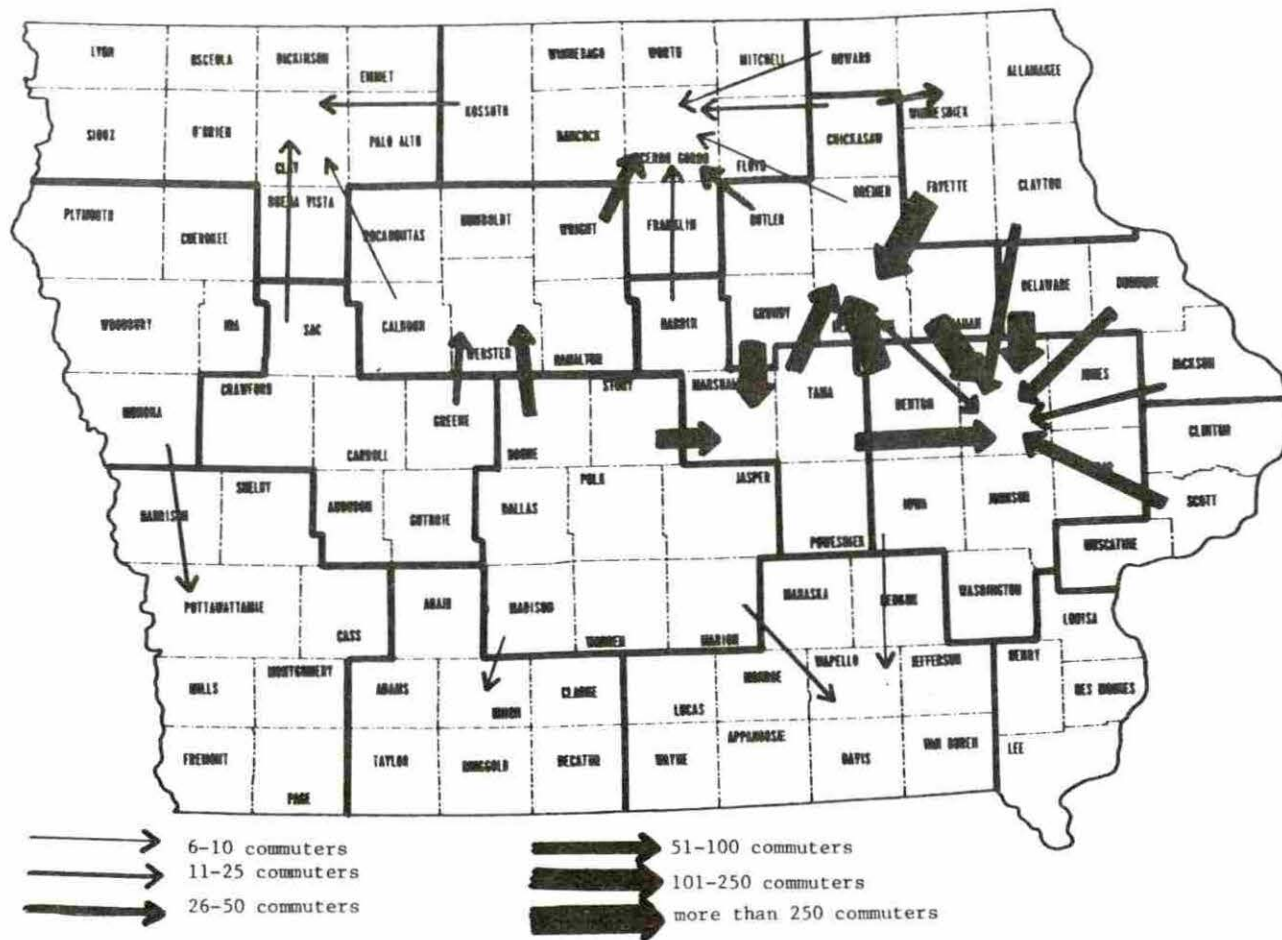 LYON
OSCEOLA
DICKINSON
EMMET
WINNEBAGO
WORTH
MITCHELL
HOWARD
ALLAMAKEE
KOSSUTH
WINNESHIEK
SIOUX
O'BRIEN
PALO ALTO
HANCOCK
CHICKASAW
CLAY
CERRO GORDO
FLOYD
PLYMOUTH
BUENA VISTA
HUMBOLDT
FRANKLIN
BUTLER
BREMER
FAYETTE
CLAYTON
CHEROKEE
POCAHONTAS
WRIGHT
DELAWARE
DUBUQUE
WOODBURY
IDA
SAC
CALHOUN
WEBSTER
HAMILTON
HARDIN
GRUNDY
MONONA
CRAWFORD
GREENE
STORY
MARSHAL
TAMA
BENTON
JONES
JACKSON
CARROLL
BOONE
CLINTON
HARRISON
SHELBY
AUDUBON
GUTHRIE
DALLAS
POLK
JASPER
IOWA
JOHNSON
SCOTT
POWESHIEK
MUSCATINE
POTTAWATTAMIE
CASS
ADAIR
MADISON
WARREN
MARION
MAHASKA
KEOKUK
WASHINGTON
LOUISA
MILLS
MONTGOMERY
ADAMS
UNION
CLARKE
LUCAS
MONROE
WAPELLO
JEFFERSON
HENRY
DES MOINES
FREMONT
PAGE
TAYLOR
RINGGOLD
DECATUR
WAYNE
APPANOOSIE
DAVIS
VAN BUREN
LEE
6-10 commuters
11-25 commuters
26-50 commuters
51-100 commuters
101-250 commuters
more than 250 commuters